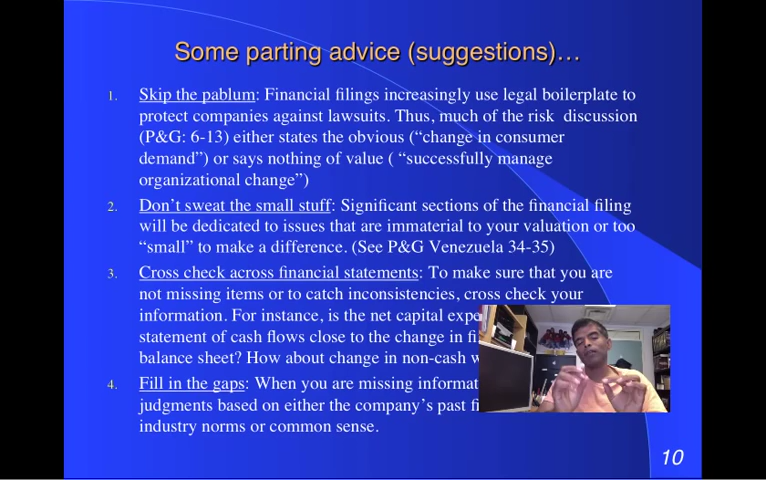 Some parting advice (suggestions)…
1. Skip the pablum: Financial filings increasingly use legal boilerplate to
protect companies against lawsuits. Thus, much of the risk discussion
(P&G: 6-13) either states the obvious (“change in consumer
demand”) or says nothing of value ( “successfully manage
organizational change”)
2. Don’t sweat the small stuff: Significant sections of the financial filing
will be dedicated to issues that are immaterial to your valuation or too
“small” to make a difference. (See P&G Venezuela 34-35)
3. Cross check across financial statements: To make sure that you are
not missing items or to catch inconsistencies, cross check your
information. For instance, is the net capital
statement of cash flows close to the change in
balance sheet? How about change in non-cash
4. Fill in the gaps: When you are missing
judgments based on either the company’s past
industry norms or common sense.
10